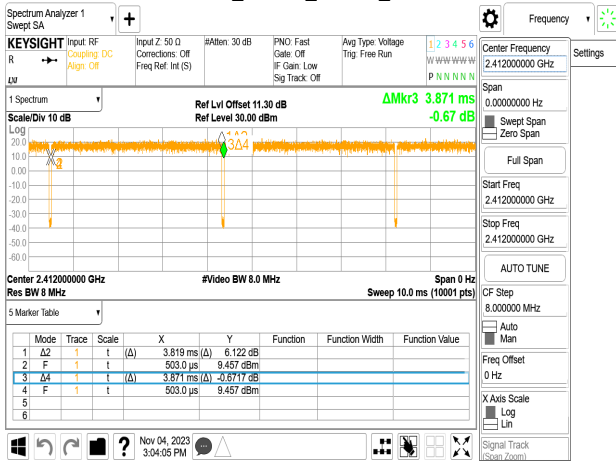 Spectrum Analyzer 1
Swept SA
▼
+
Frequency ▼
KEYSIGHT
R
LXI
Input: RF
Coupling: DC
Align: Off
Input Z: 50 Ω
Corrections: Off
Freq Ref: Int (S)
#Atten: 30 dB
PNO: Fast
Gate: Off
IF Gain: Low
Sig Track: Off
Avg Type: Voltage
Trig: Free Run
1 2 3 4 5 6
W W W W W W
P N N N N N
1 Spectrum ▼
Scale/Div 10 dB
Ref Lvl Offset 11.30 dB
Ref Level 30.00 dBm
ΔMkr3 3.871 ms
-0.67 dB
Log
20.0
10.0
0.00
-10.0
-20.0
-30.0
-40.0
-50.0
-60.0
3Δ4
Center 2.412000000 GHz
Res BW 8 MHz
#Video BW 8.0 MHz
Span 0 Hz
Sweep 10.0 ms (10001 pts)
5 Marker Table ▼
Mode Trace Scale X Y Function Function Width Function Value
1 Δ2 1 t (Δ) 3.819 ms (Δ) 6.122 dB
2 F 1 t 503.0 µs 9.457 dBm
3 Δ4 1 t (Δ) 3.871 ms (Δ) -0.6717 dB
4 F 1 t 503.0 µs 9.457 dBm
5
6
Nov 04, 2023
3:04:05 PM
?
Center Frequency
2.412000000 GHz
Settings
Span
0.00000000 Hz
Swept Span
Zero Span
Full Span
Start Freq
2.412000000 GHz
Stop Freq
2.412000000 GHz
AUTO TUNE
CF Step
8.000000 MHz
Auto
Man
Freq Offset
0 Hz
X Axis Scale
Log
Lin
Signal Track
(Span Zoom)